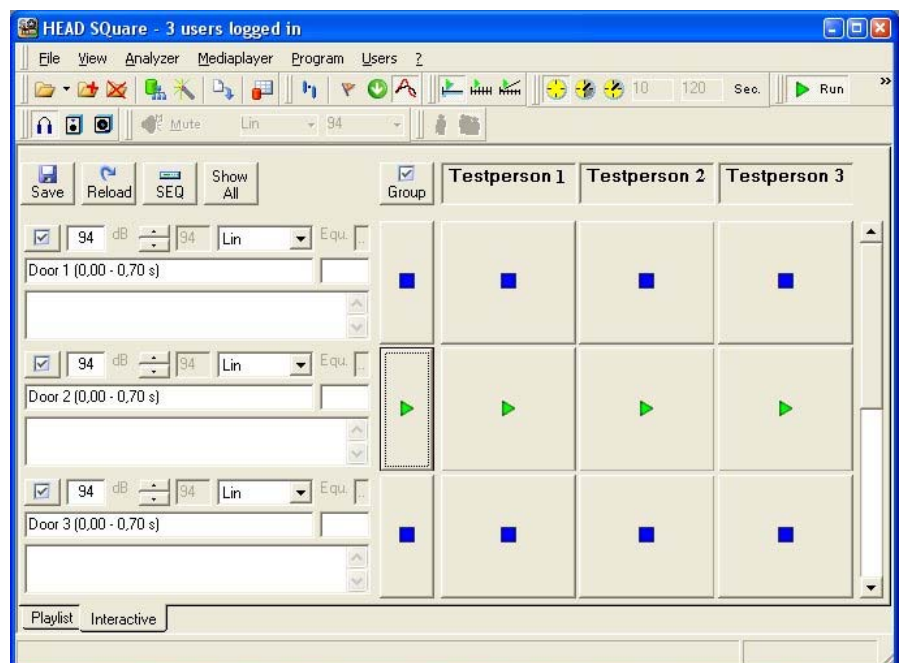 HEAD SQuare - 3 users logged in
File View Analyzer Mediaplayer Program Users ?
10 120 Sec. Run »
Mute Lin 94
Save Reload SEQ Show All Group Testperson 1 Testperson 2 Testperson 3
94 dB 94 Lin Equ. ..
Door 1 (0,00 - 0,70 s)
94 dB 94 Lin Equ. ..
Door 2 (0,00 - 0,70 s)
94 dB 94 Lin Equ. ..
Door 3 (0,00 - 0,70 s)
Playlist Interactive